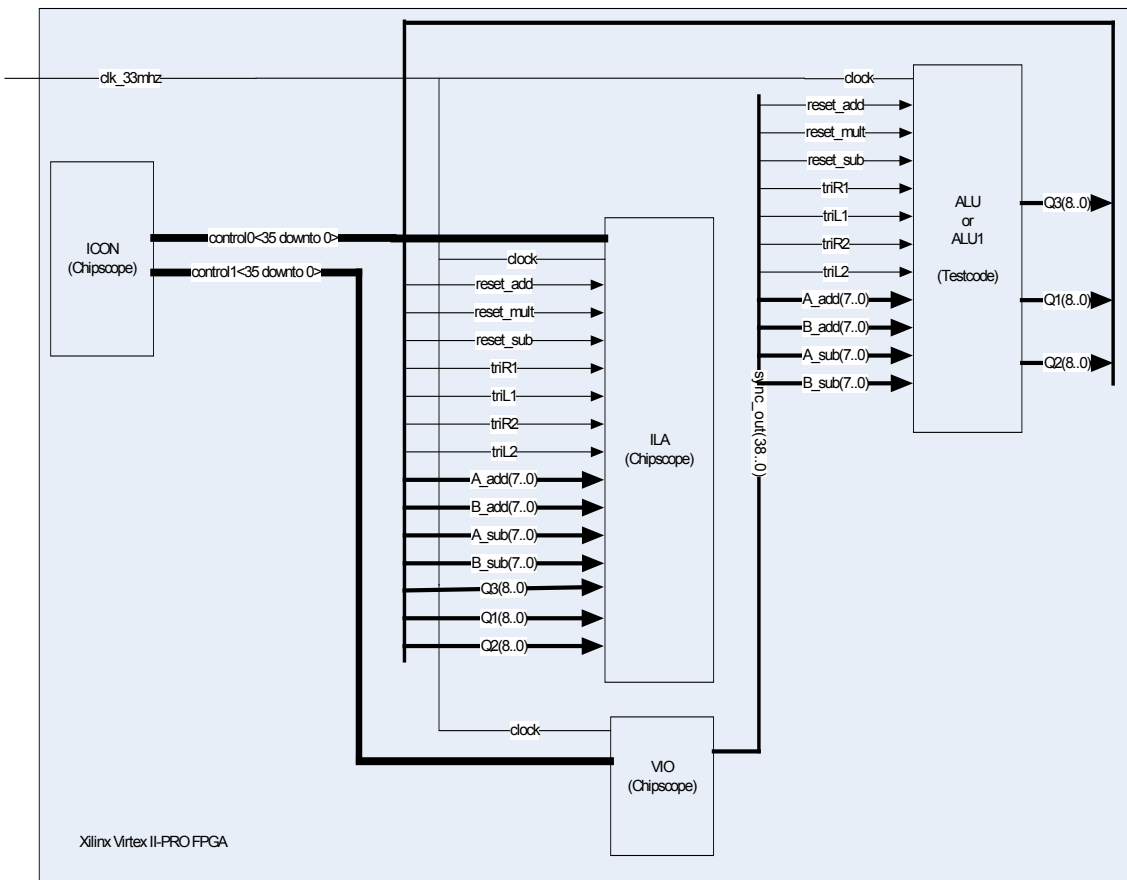 clk_33mhz
clock
reset_add
reset_mult
reset_sub
triR1
triL1
triR2
triL2
A_add(7..0)
B_add(7..0)
A_sub(7..0)
B_sub(7..0)
sync_out(38..0)
ALU
or
ALU1
(Testcode)
Q3(8..0)
Q1(8..0)
Q2(8..0)
ICON
(Chipscope)
control0<35 downto 0>
control1<35 downto 0>
clock
reset_add
reset_mult
reset_sub
triR1
triL1
triR2
triL2
A_add(7..0)
B_add(7..0)
A_sub(7..0)
B_sub(7..0)
Q3(8..0)
Q1(8..0)
Q2(8..0)
ILA
(Chipscope)
clock
VIO
(Chipscope)
Xilinx Virtex II-PRO FPGA